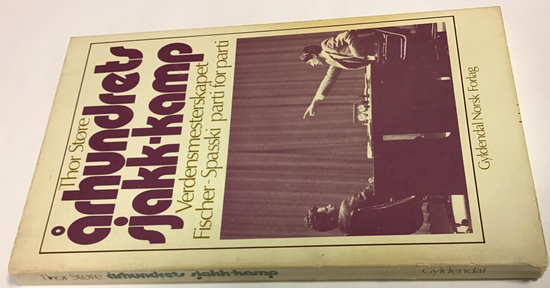 Thor Støre
århundrets
sjakk-kamp
Verdensmesterskapet
Fischer-Spasski parti for parti
Gyldendal Norsk Forlag
Thor Støre århundrets sjakk-kamp
Gyldendal